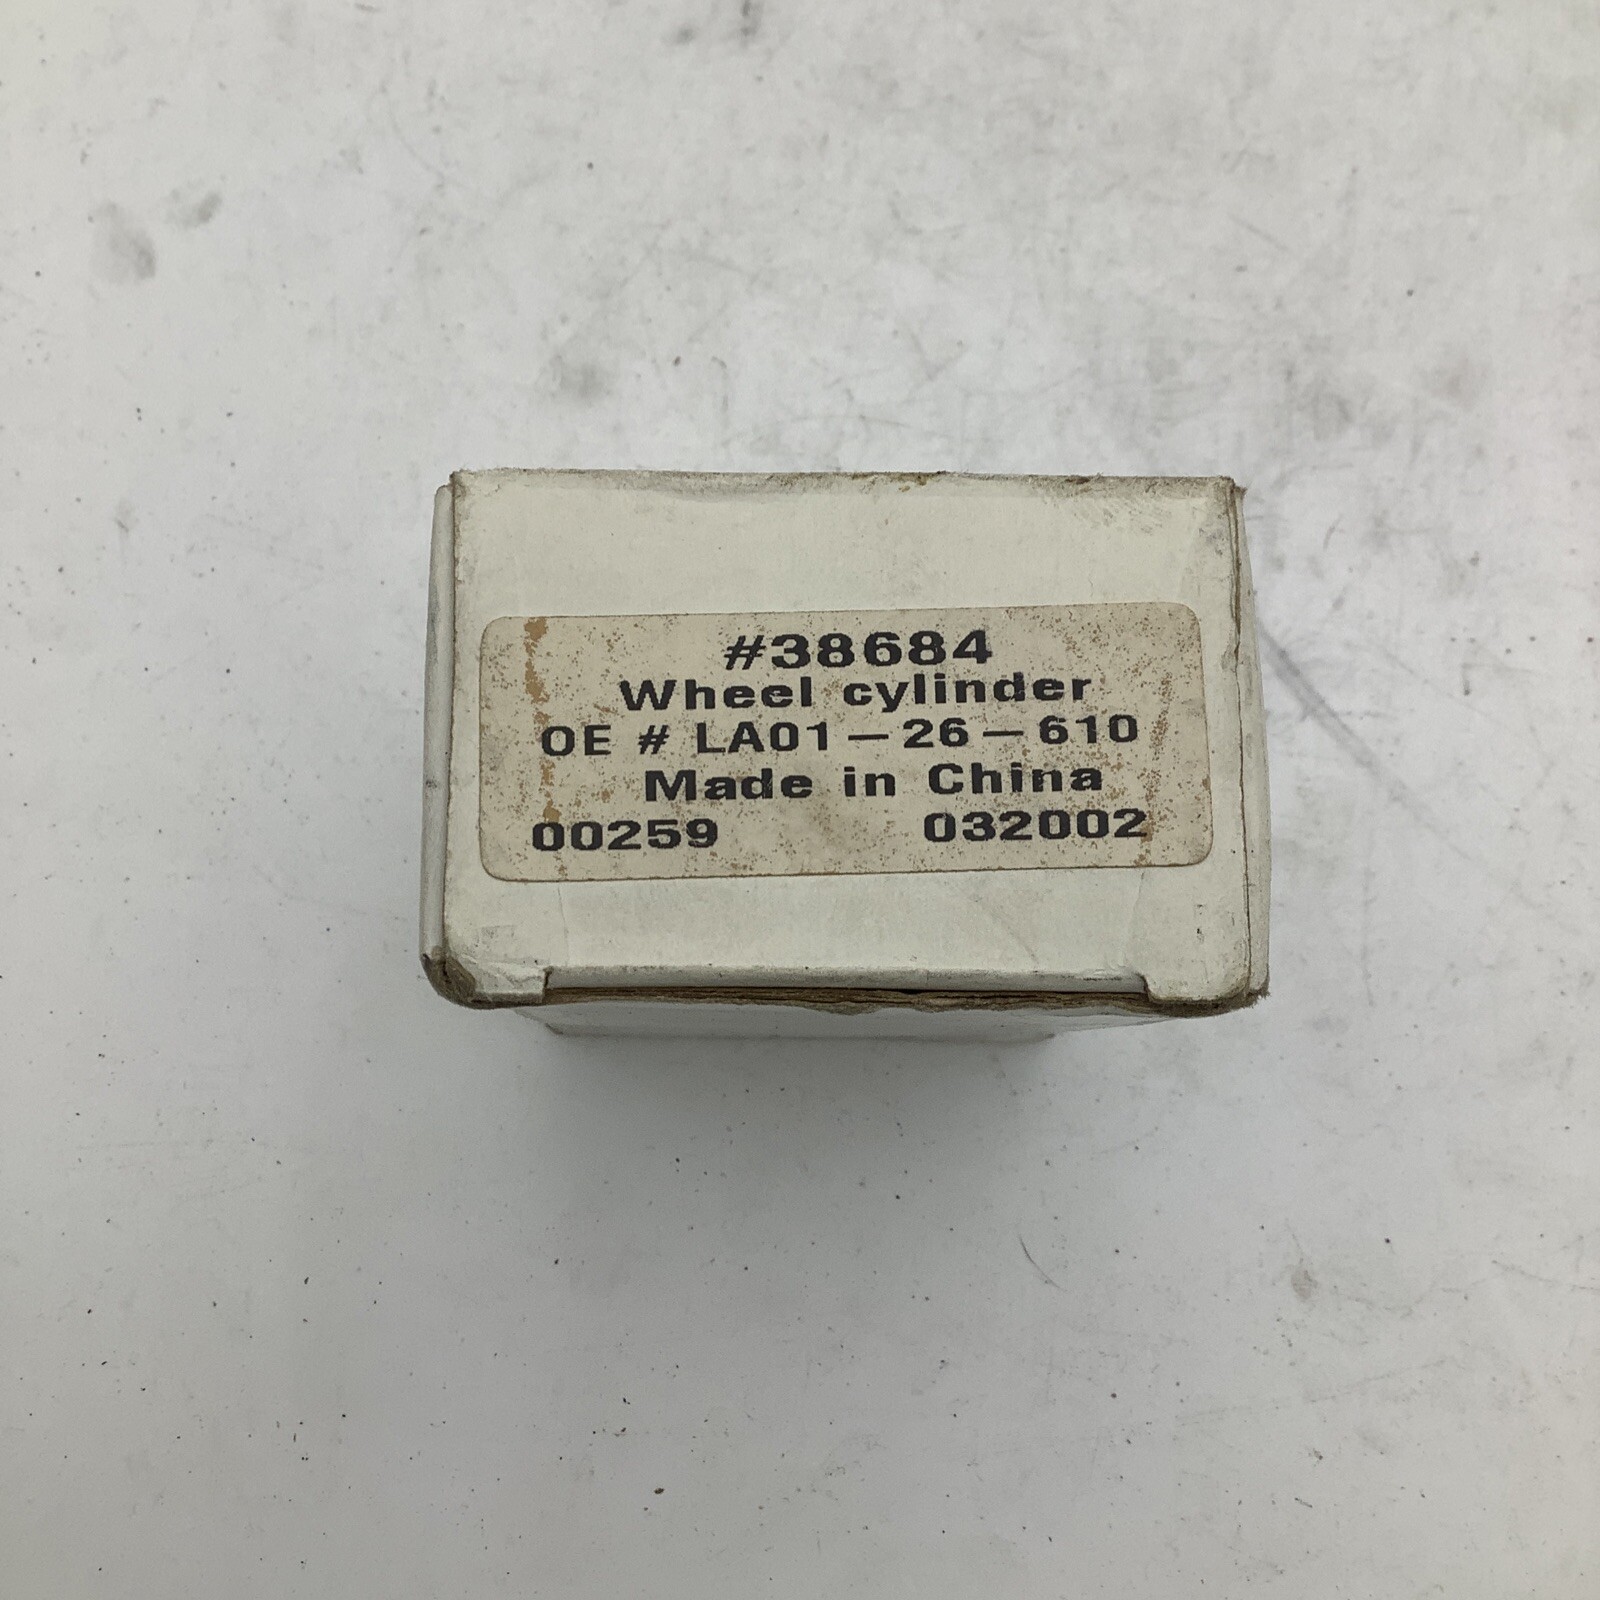 #38684
Wheel cylinder
OE # LA01-26-610
Made in China
00259 032002